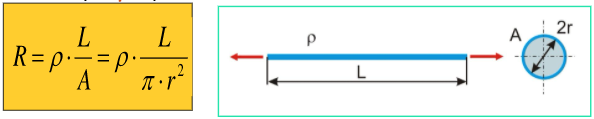 R = ρ · L/A = ρ · L/(π · r²)
ρ
L
A
2r